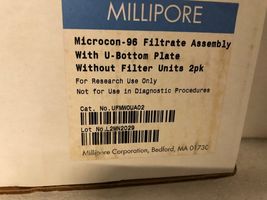 MILLIPORE
Microcon-96 Filtrate Assembly
With U-Bottom Plate
Without Filter Units 2pk
For Research Use Only
Not for Use in Diagnostic Procedures
Cat. No. UFMW0UA02
Lot No. L2MN2029
Millipore Corporation, Bedford, MA 01730